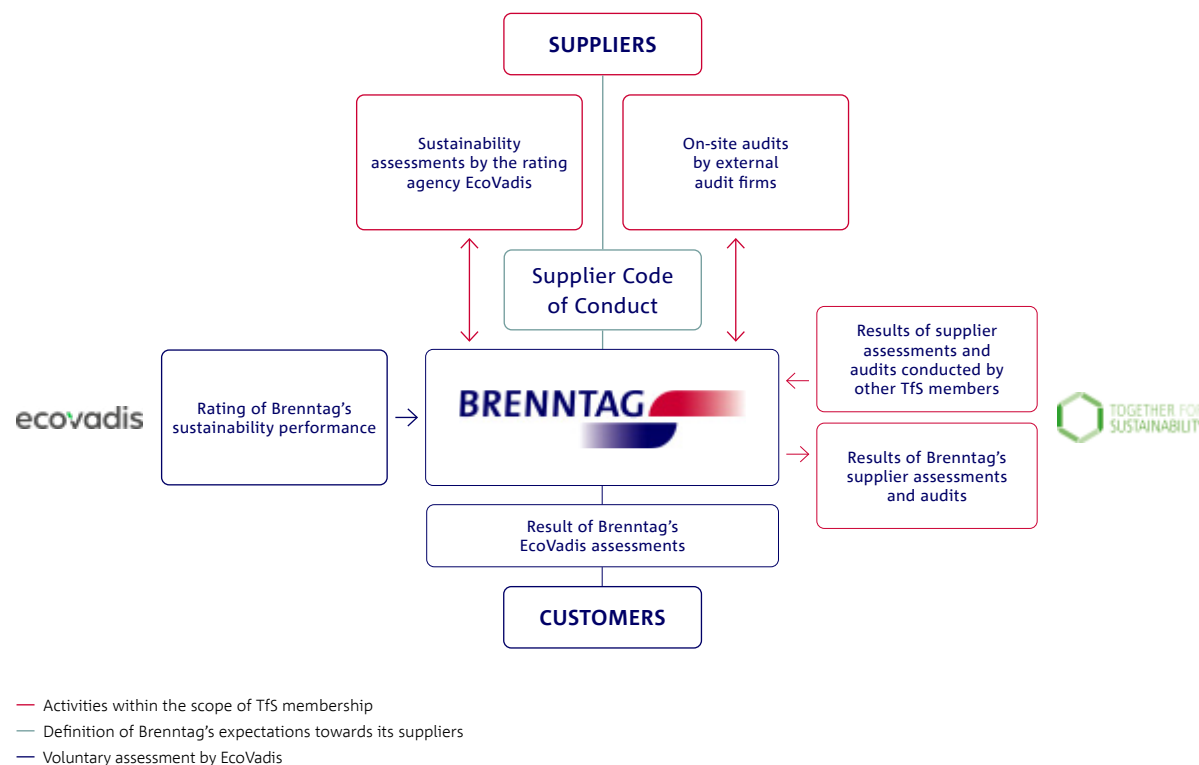 SUPPLIERS
Sustainability
assessments by the rating
agency EcoVadis
On-site audits
by external
audit firms
Supplier Code
of Conduct
Results of supplier
assessments and
audits conducted by
other TfS members
ecovadis
Rating of Brenntag’s
sustainability performance
BRENNTAG
TOGETHER FOR
SUSTAINABILITY
Results of Brenntag’s
supplier assessments
and audits
Result of Brenntag’s
EcoVadis assessments
CUSTOMERS
Activities within the scope of TfS membership
Definition of Brenntag’s expectations towards its suppliers
Voluntary assessment by EcoVadis